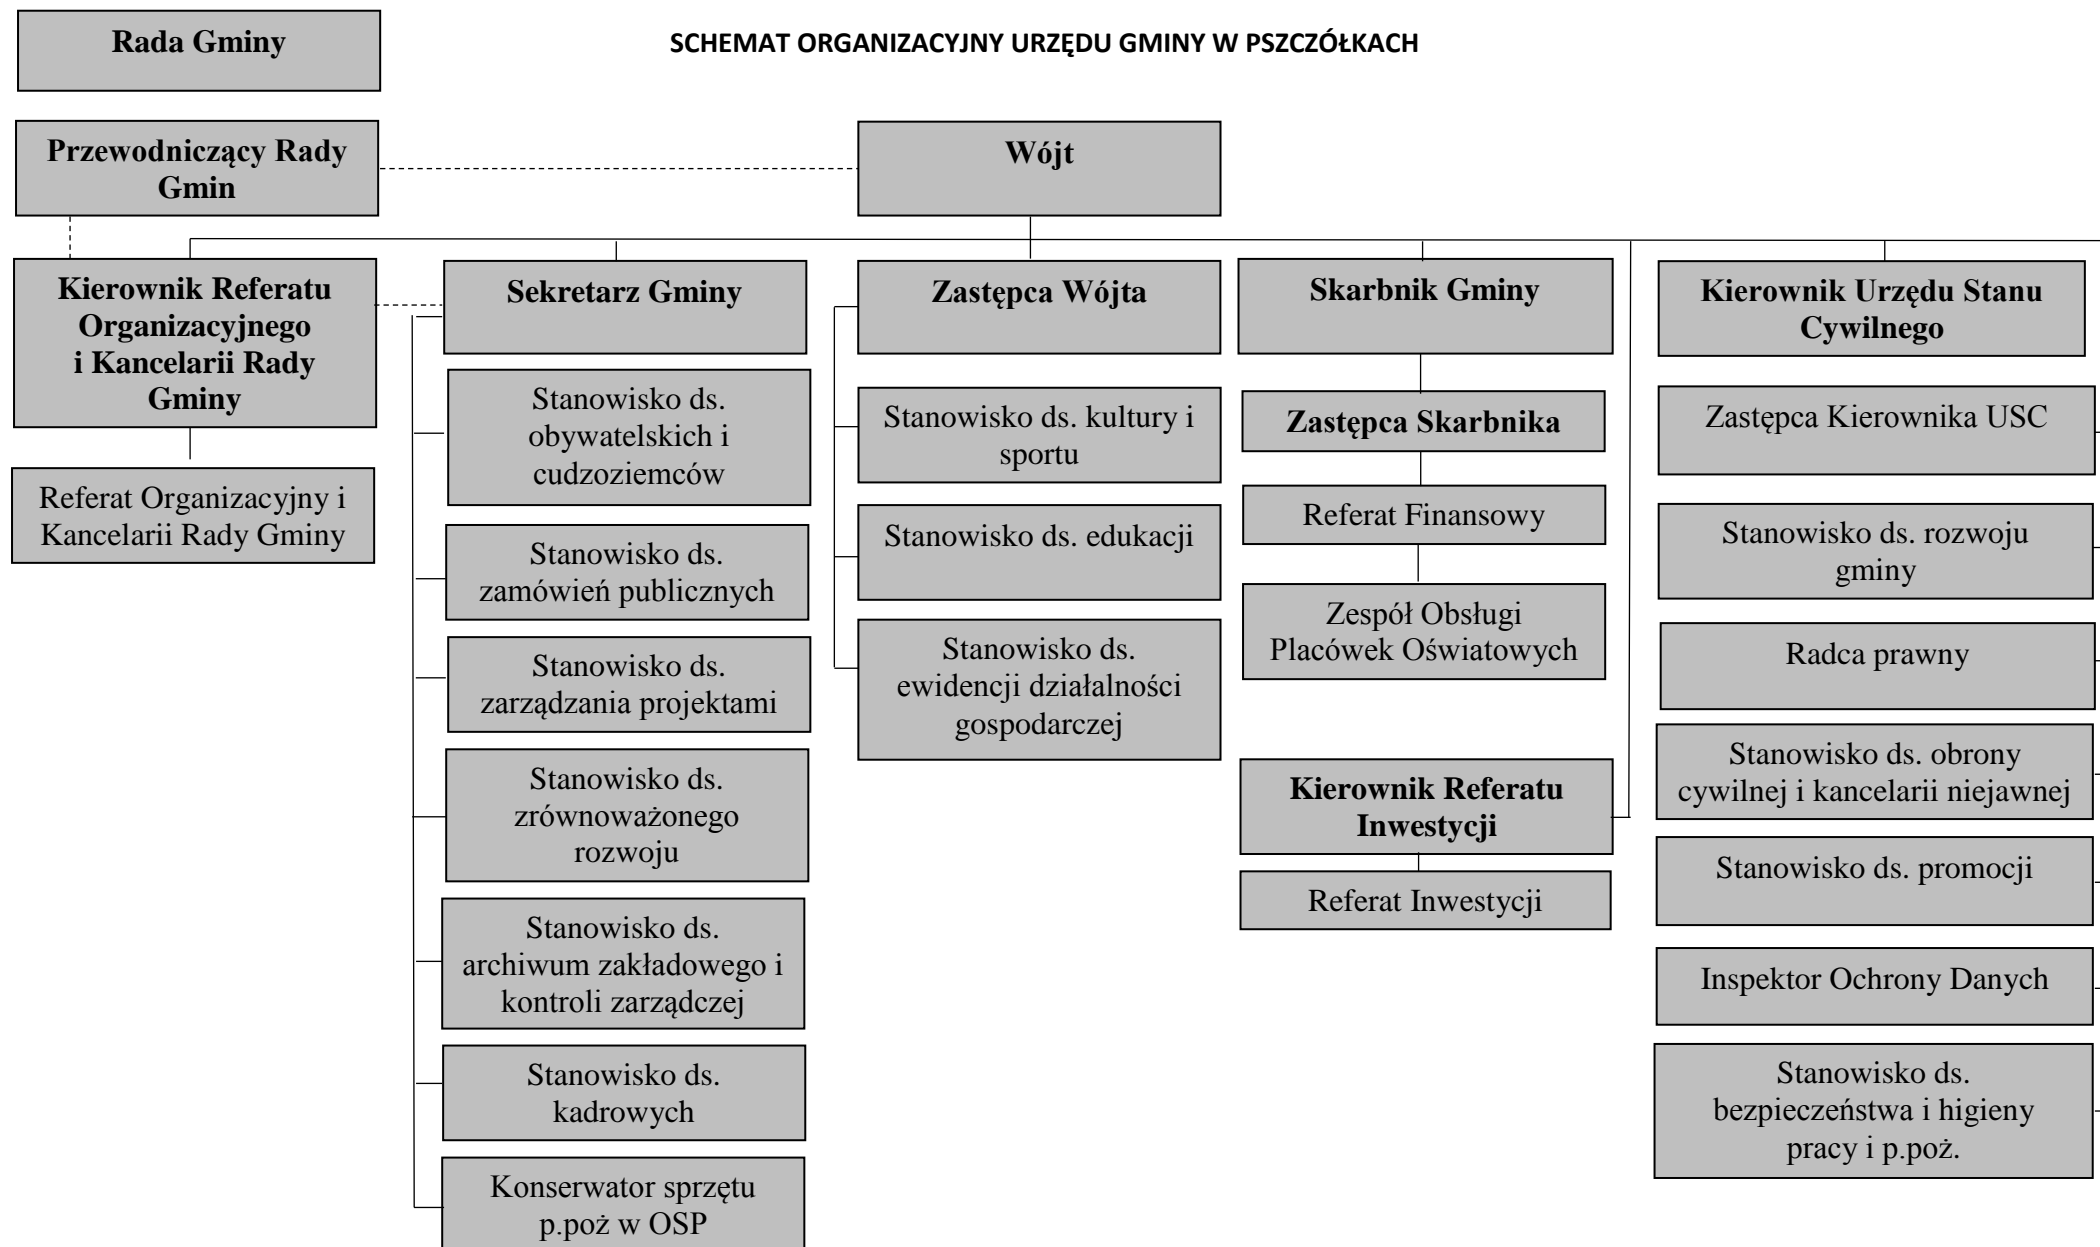 Rada Gminy
SCHEMAT ORGANIZACYJNY URZĘDU GMINY W PSZCZÓŁKACH
Przewodniczący Rady
Gmin
Wójt
Kierownik Referatu
Organizacyjnego
i Kancelarii Rady
Gminy
Referat Organizacyjny i
Kancelarii Rady Gminy
Sekretarz Gminy
Stanowisko ds.
obywatelskich i
cudzoziemców
Stanowisko ds.
zamówień publicznych
Stanowisko ds.
zarządzania projektami
Stanowisko ds.
zrównoważonego
rozwoju
Stanowisko ds.
archiwum zakładowego i
kontroli zarządczej
Stanowisko ds.
kadrowych
Konserwator sprzętu
p.poż w OSP
Zastępca Wójta
Stanowisko ds. kultury i
sportu
Stanowisko ds. edukacji
Stanowisko ds.
ewidencji działalności
gospodarczej
Skarbnik Gminy
Zastępca Skarbnika
Referat Finansowy
Zespół Obsługi
Placówek Oświatowych
Kierownik Referatu
Inwestycji
Referat Inwestycji
Kierownik Urzędu Stanu
Cywilnego
Zastępca Kierownika USC
Stanowisko ds. rozwoju
gminy
Radca prawny
Stanowisko ds. obrony
cywilnej i kancelarii niejawnej
Stanowisko ds. promocji
Inspektor Ochrony Danych
Stanowisko ds.
bezpieczeństwa i higieny
pracy i p.poż.